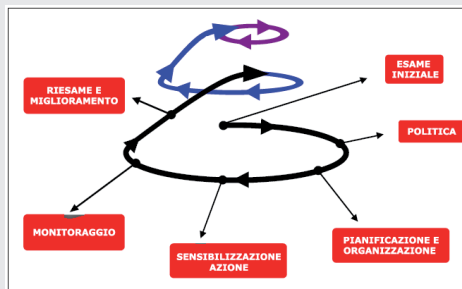 ESAME
INIZIALE
RIESAME E
MIGLIORAMENTO
POLITICA
MONITORAGGIO
SENSIBILIZZAZIONE
AZIONE
PIANIFICAZIONE E
ORGANIZZAZIONE